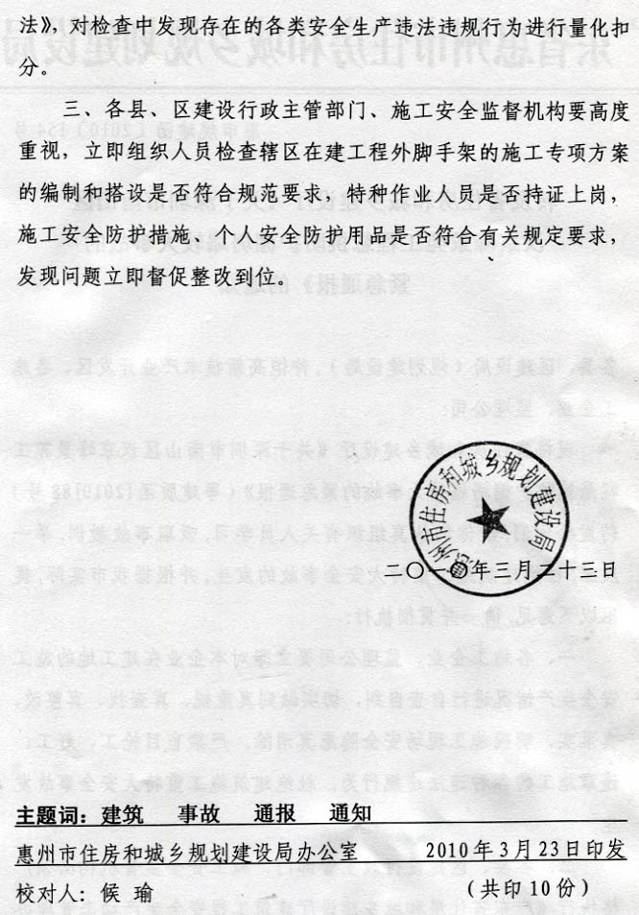 法》，对检查中发现存在的各类安全生产违法违规行为进行量化扣
分。
三、各县、区建设行政主管部门、施工安全监督机构要高度
重视，立即组织人员检查辖区在建工程外脚手架的施工专项方案
的编制和搭设是否符合规范要求，特种作业人员是否持证上岗，
施工安全防护措施、个人安全防护用品是否符合有关规定要求，
发现问题立即督促整改到位。
惠州市住房和城乡规划建设局
二〇一〇年三月二十三日
主题词：建筑 事故 通报 通知
惠州市住房和城乡规划建设局办公室 2010年3月23日印发
校对人：侯 瑜 （共印10份）